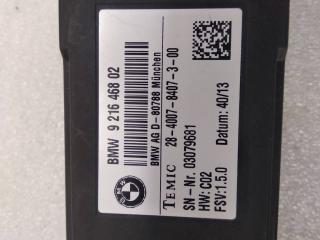 BMW 9 216 468 02
BMW AG D-80788 München
TEMIC 28-4007-8407-3-00
SN-Nr. 03079681
HW: C02 Datum: 40/13
FSV:1.5.0